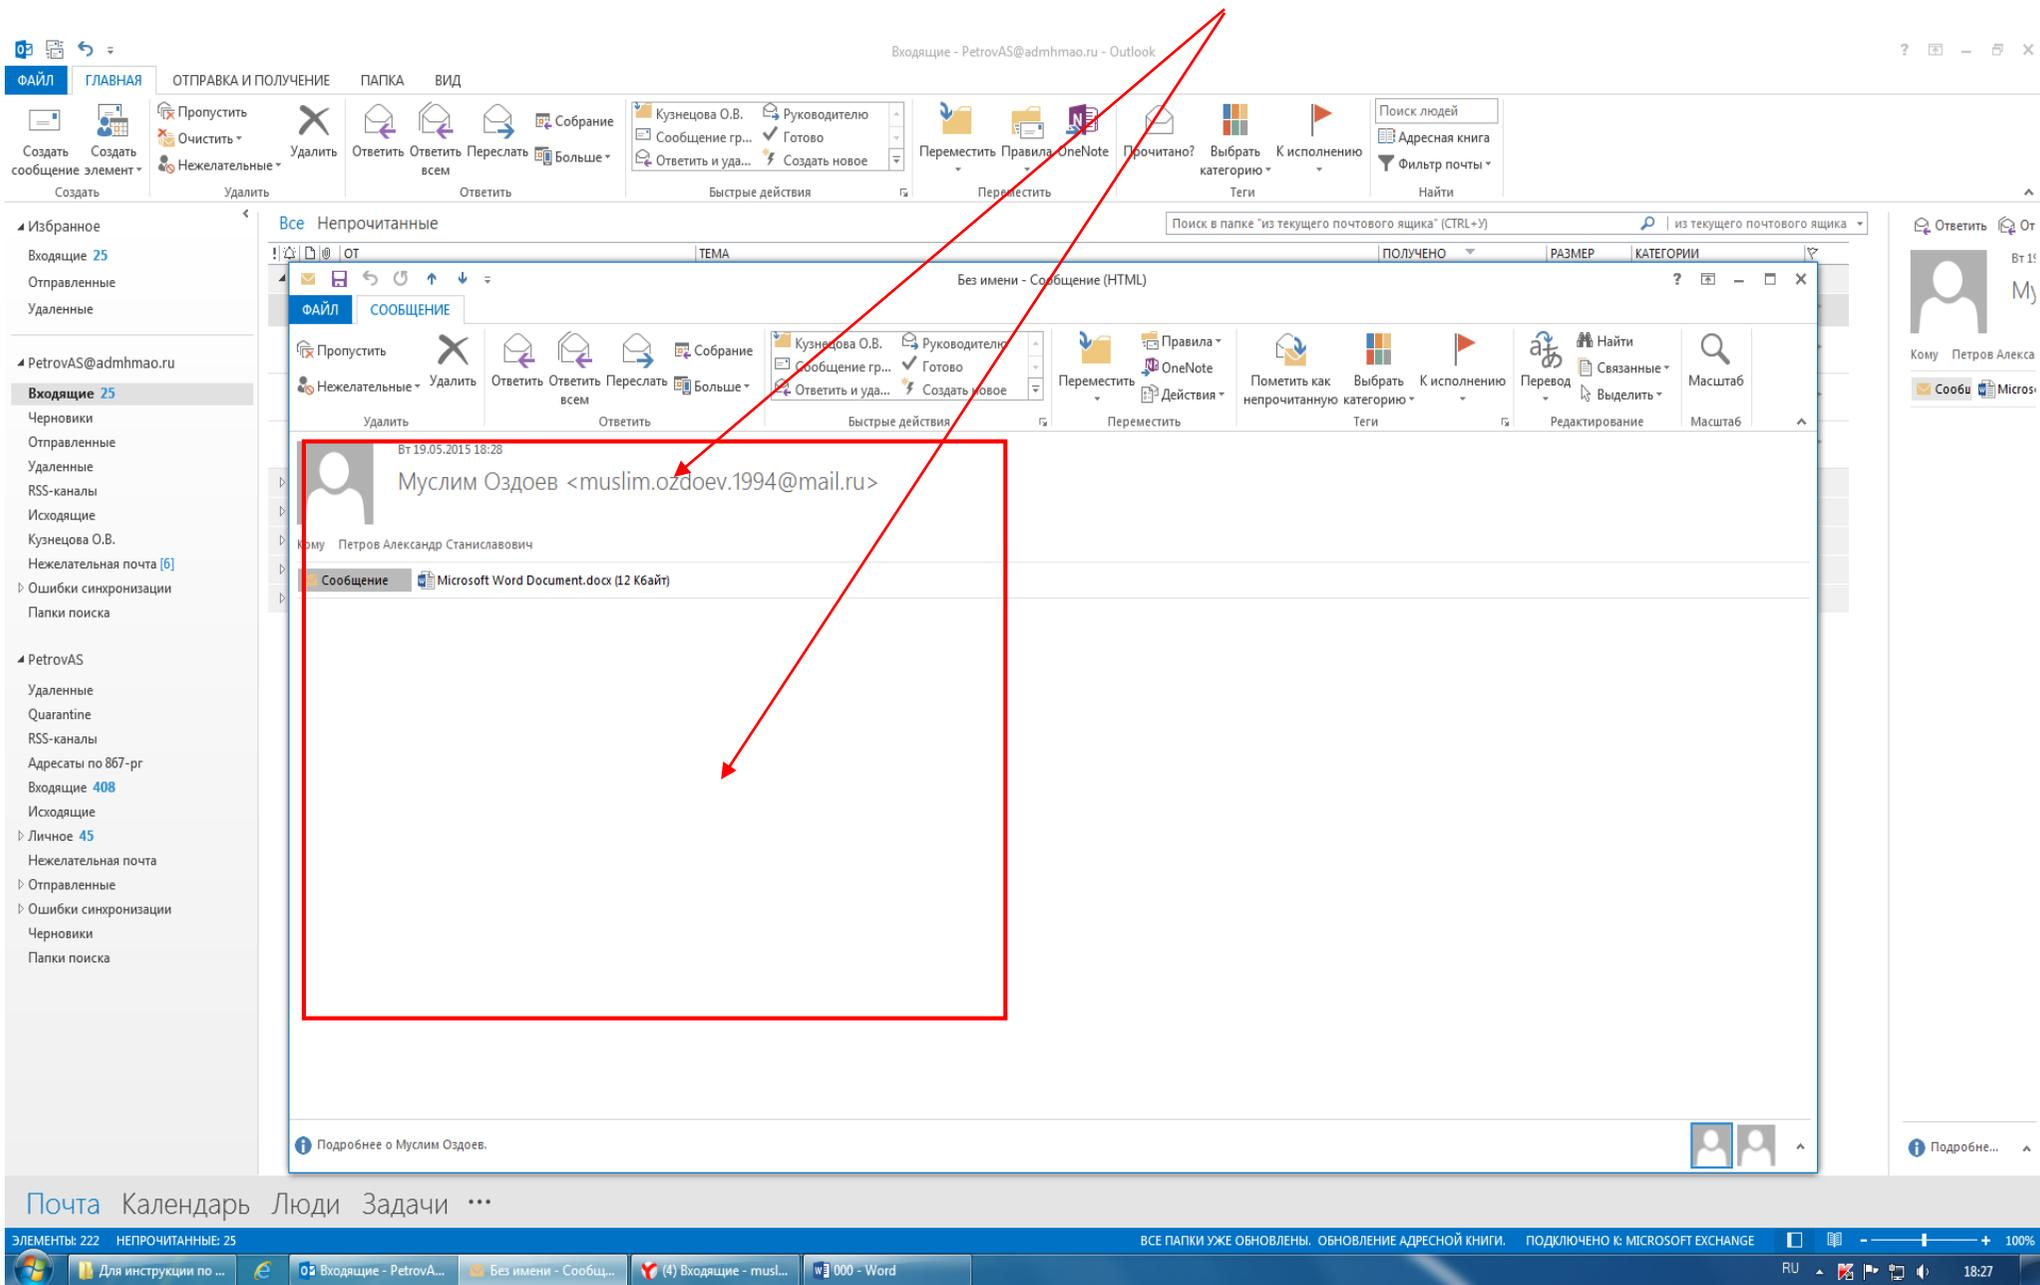 Входящие - PetrovAS@admhmao.ru - Outlook
ФАЙЛ ГЛАВНАЯ ОТПРАВКА И ПОЛУЧЕНИЕ ПАПКА ВИД
Создать сообщение
Создать элемент
Пропустить
Очистить
Нежелательные
Удалить
Ответить
Ответить всем
Переслать
Собрание
Больше
Кузнецова О.В.
Сообщение гр...
Ответить и уда...
Руководителю
Готово
Создать новое
Переместить
Правила
OneNote
Прочитано?
Выбрать категорию
К исполнению
Поиск людей
Адресная книга
Фильтр почты
Создать Удалить Ответить Быстрые действия Переместить Теги Найти
Избранное
Входящие 25
Отправленные
Удаленные
PetrovAS@admhmao.ru
Входящие 25
Черновики
Отправленные
Удаленные
RSS-каналы
Исходящие
Кузнецова О.В.
Нежелательная почта [6]
Ошибки синхронизации
Папки поиска
PetrovAS
Удаленные
Quarantine
RSS-каналы
Адресаты по 867-рг
Входящие 408
Исходящие
Личное 45
Нежелательная почта
Отправленные
Ошибки синхронизации
Черновики
Папки поиска
Все Непрочитанные
Поиск в папке "из текущего почтового ящика" (CTRL+У) из текущего почтового ящика
ОТ ТЕМА ПОЛУЧЕНО РАЗМЕР КАТЕГОРИИ
Без имени - Сообщение (HTML)
ФАЙЛ СООБЩЕНИЕ
Пропустить
Нежелательные
Удалить
Ответить
Ответить всем
Переслать
Собрание
Больше
Кузнецова О.В.
Сообщение гр...
Ответить и уда...
Руководителю
Готово
Создать новое
Переместить
Правила
OneNote
Действия
Пометить как непрочитанную
Выбрать категорию
К исполнению
Перевод
Найти
Связанные
Выделить
Масштаб
Удалить Ответить Быстрые действия Переместить Теги Редактирование Масштаб
Вт 19.05.2015 18:28
Муслим Оздоев <muslim.ozdoev.1994@mail.ru>
Кому Петров Александр Станиславович
Сообщение Microsoft Word Document.docx (12 Кбайт)
Подробнее о Муслим Оздоев.
Ответить От
Вт 19
Му
Кому Петров Алекса
Сообщ Micros
Подробне...
Почта Календарь Люди Задачи •••
ЭЛЕМЕНТЫ: 222 НЕПРОЧИТАННЫЕ: 25 ВСЕ ПАПКИ УЖЕ ОБНОВЛЕНЫ. ОБНОВЛЕНИЕ АДРЕСНОЙ КНИГИ. ПОДКЛЮЧЕНО К: MICROSOFT EXCHANGE 100%
Для инструкции по ... Входящие - PetrovA... Без имени - Сообщ... (4) Входящие - musl... 000 - Word RU 18:27